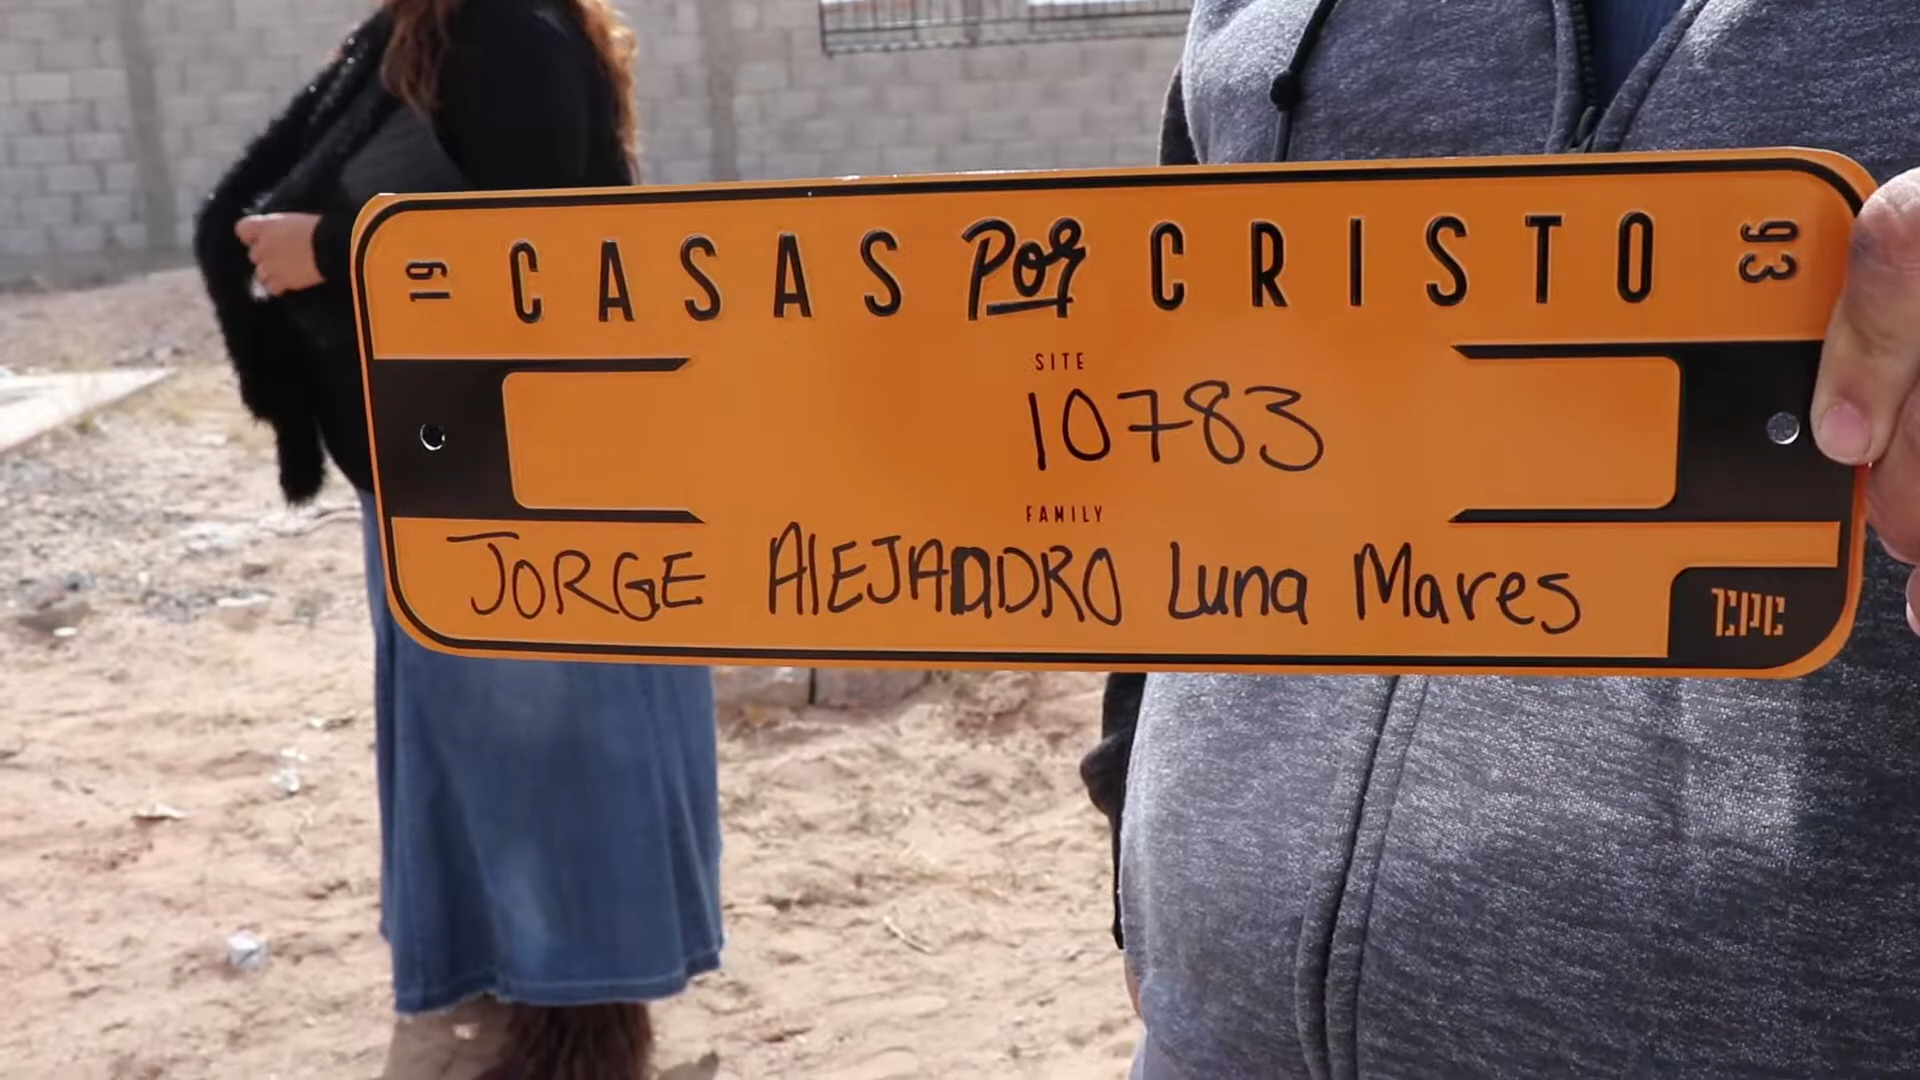 19 CASAS Por CRISTO 93
SITE
10783
FAMILY
JORGE AlEJANDRO Luna Mares
CPC